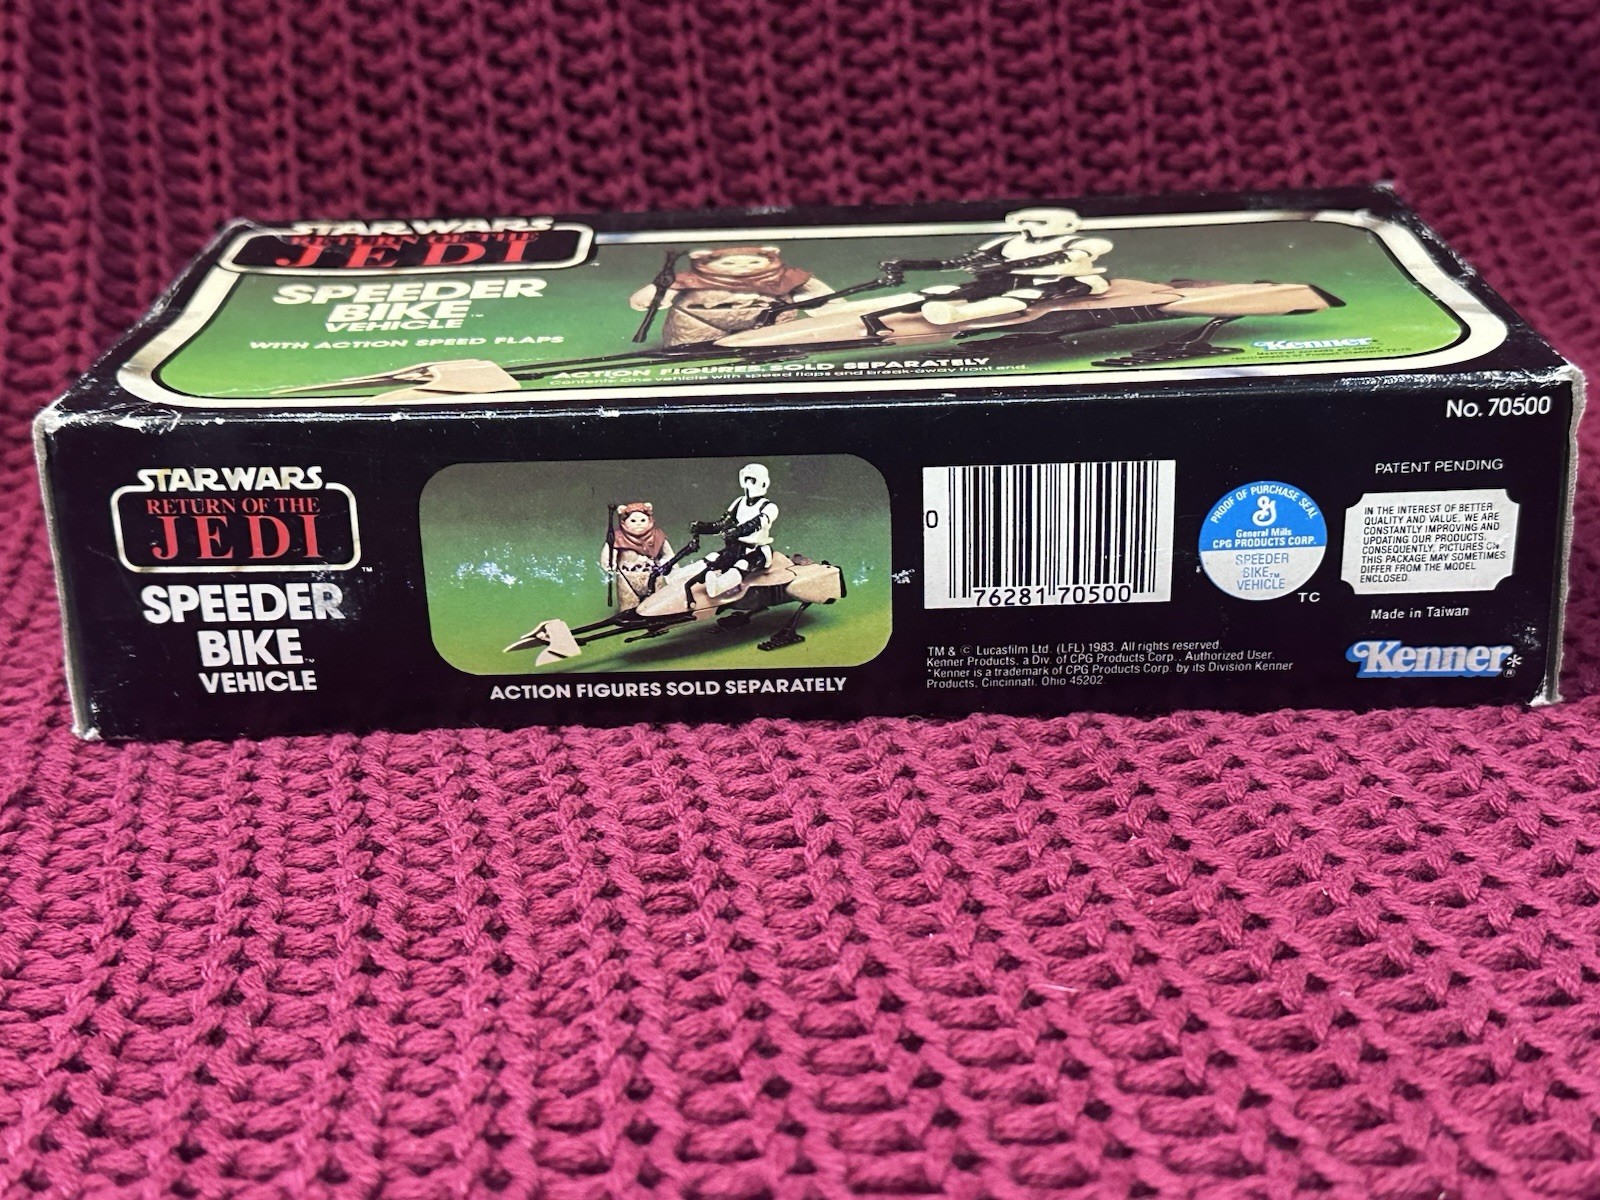 STAR WARS
RETURN OF THE
JEDI
SPEEDER
BIKE™
VEHICLE
WITH ACTION SPEED FLAPS
ACTION FIGURES SOLD SEPARATELY
Contents: One vehicle with speed flaps and break-away front end.
Kenner
No. 70500
STAR WARS
RETURN OF THE
JEDI™
SPEEDER
BIKE™
VEHICLE
ACTION FIGURES SOLD SEPARATELY
0 76281 70500
TM & © Lucasfilm Ltd. (LFL) 1983. All rights reserved.
Kenner Products, a Div. of CPG Products Corp., Authorized User.
*Kenner is a trademark of CPG Products Corp. by its Division Kenner
Products, Cincinnati, Ohio 45202
PROOF OF PURCHASE SEAL
G
General Mills
CPG PRODUCTS CORP.
SPEEDER
BIKE™
VEHICLE
TC
PATENT PENDING
IN THE INTEREST OF BETTER
QUALITY AND VALUE, WE ARE
CONSTANTLY IMPROVING AND
UPDATING OUR PRODUCTS.
CONSEQUENTLY, PICTURES ON
THIS PACKAGE MAY SOMETIMES
DIFFER FROM THE MODEL
ENCLOSED.
Made in Taiwan
Kenner*®